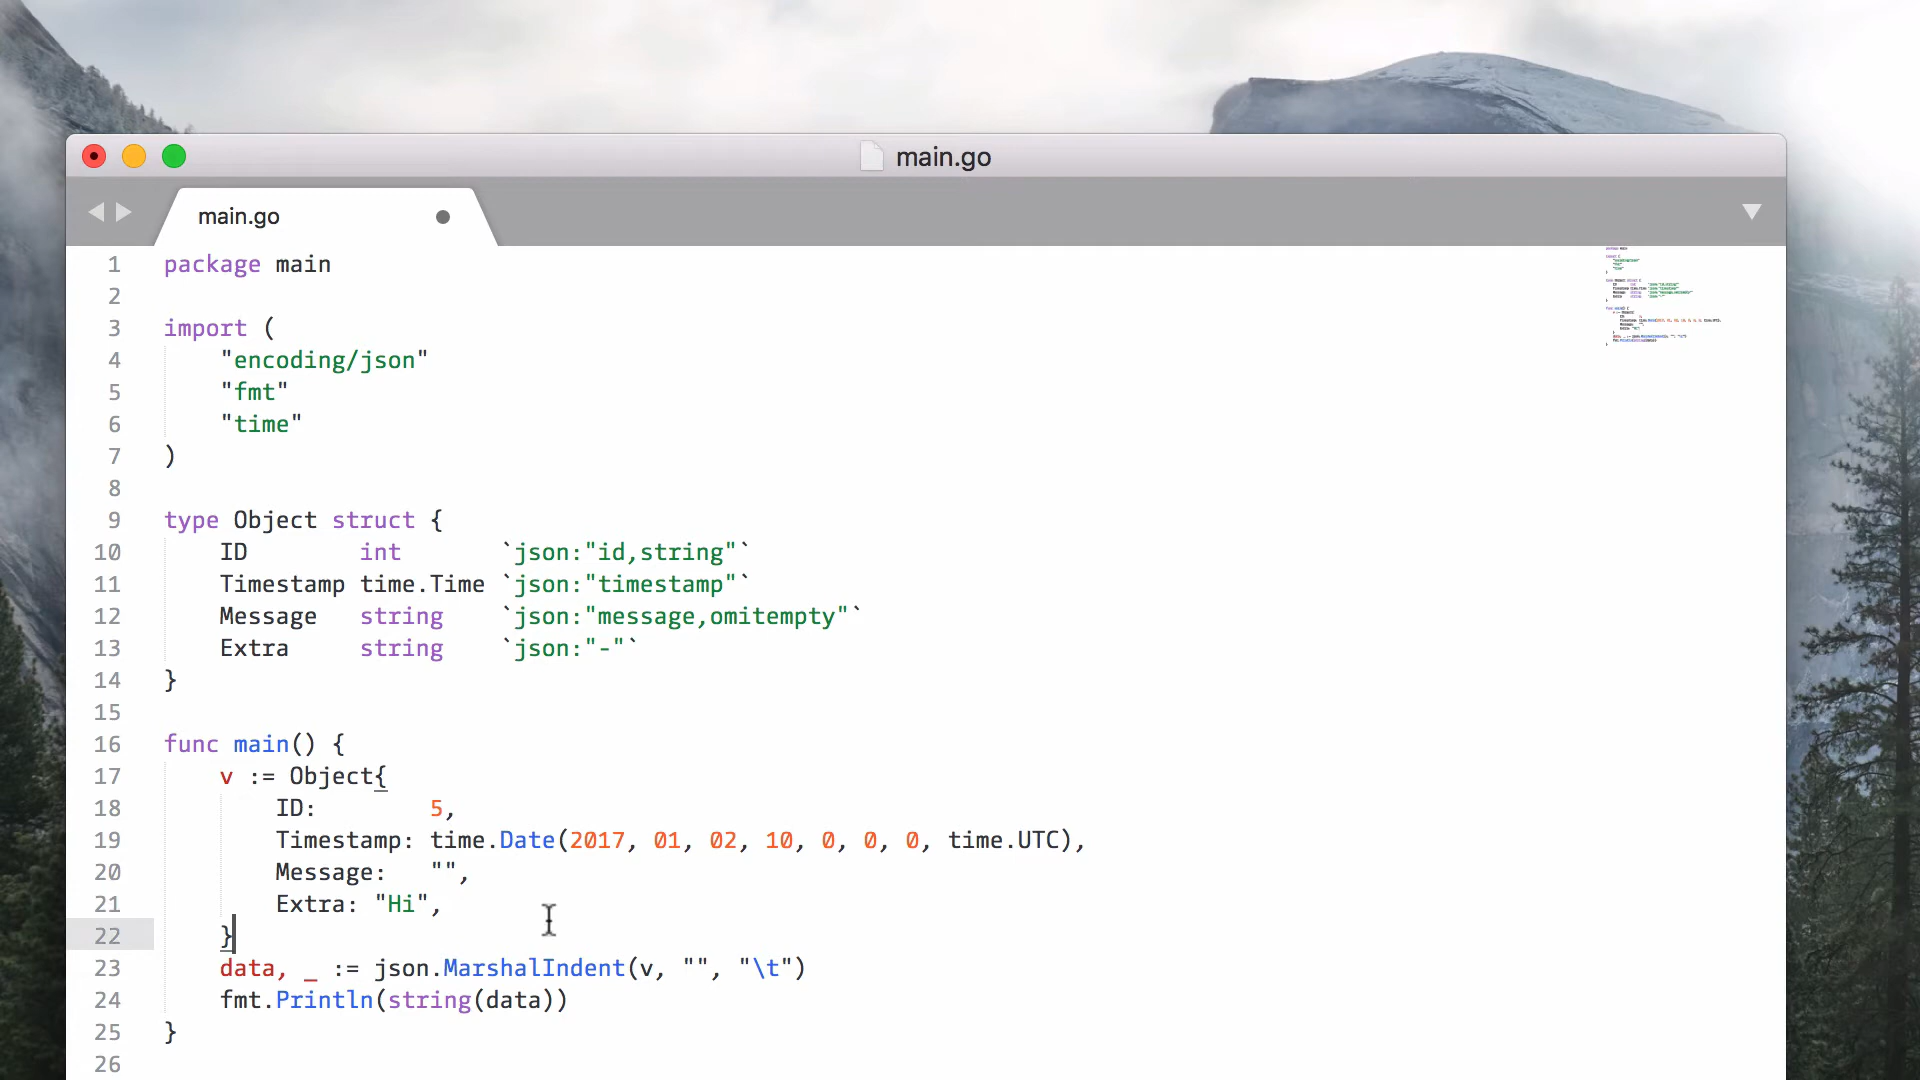 main.go
main.go
1 package main
2
3 import (
4 "encoding/json"
5 "fmt"
6 "time"
7 )
8
9 type Object struct {
10 ID int `json:"id,string"`
11 Timestamp time.Time `json:"timestamp"`
12 Message string `json:"message,omitempty"`
13 Extra string `json:"-"`
14 }
15
16 func main() {
17 v := Object{
18 ID: 5,
19 Timestamp: time.Date(2017, 01, 02, 10, 0, 0, 0, time.UTC),
20 Message: "",
21 Extra: "Hi",
22 }
23 data, _ := json.MarshalIndent(v, "", "\t")
24 fmt.Println(string(data))
25 }
26